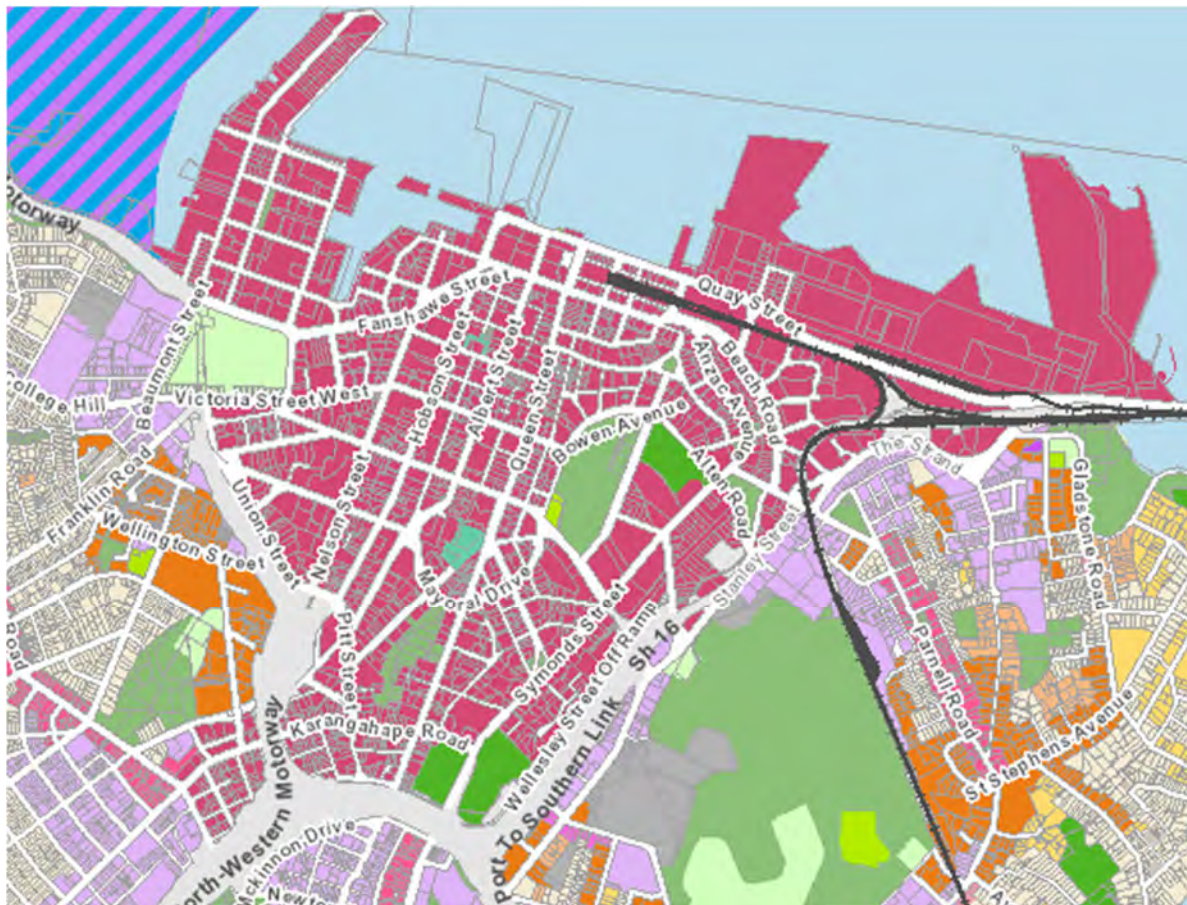 otorway
Quay Street
Fanshawe Street
Beaumont Street
Hobson Street
Albert Street
Queen Street
Anzac Avenue
Beach Road
College Hill
Victoria Street West
Bowen Avenue
The Strand
Franklin Road
Alten Road
Gladstone Road
Union Street
Nelson Street
Wellington Street
Stanley Street
Mayoral Drive
Pitt Street
Symonds Street
Sh 16
Parnell Road
Road
Karangahape Road
Wellesley Street Off Ramp
St Stephens Avenue
North-Western Motorway
Port To Southern Link
Mckinnon Drive
Newt